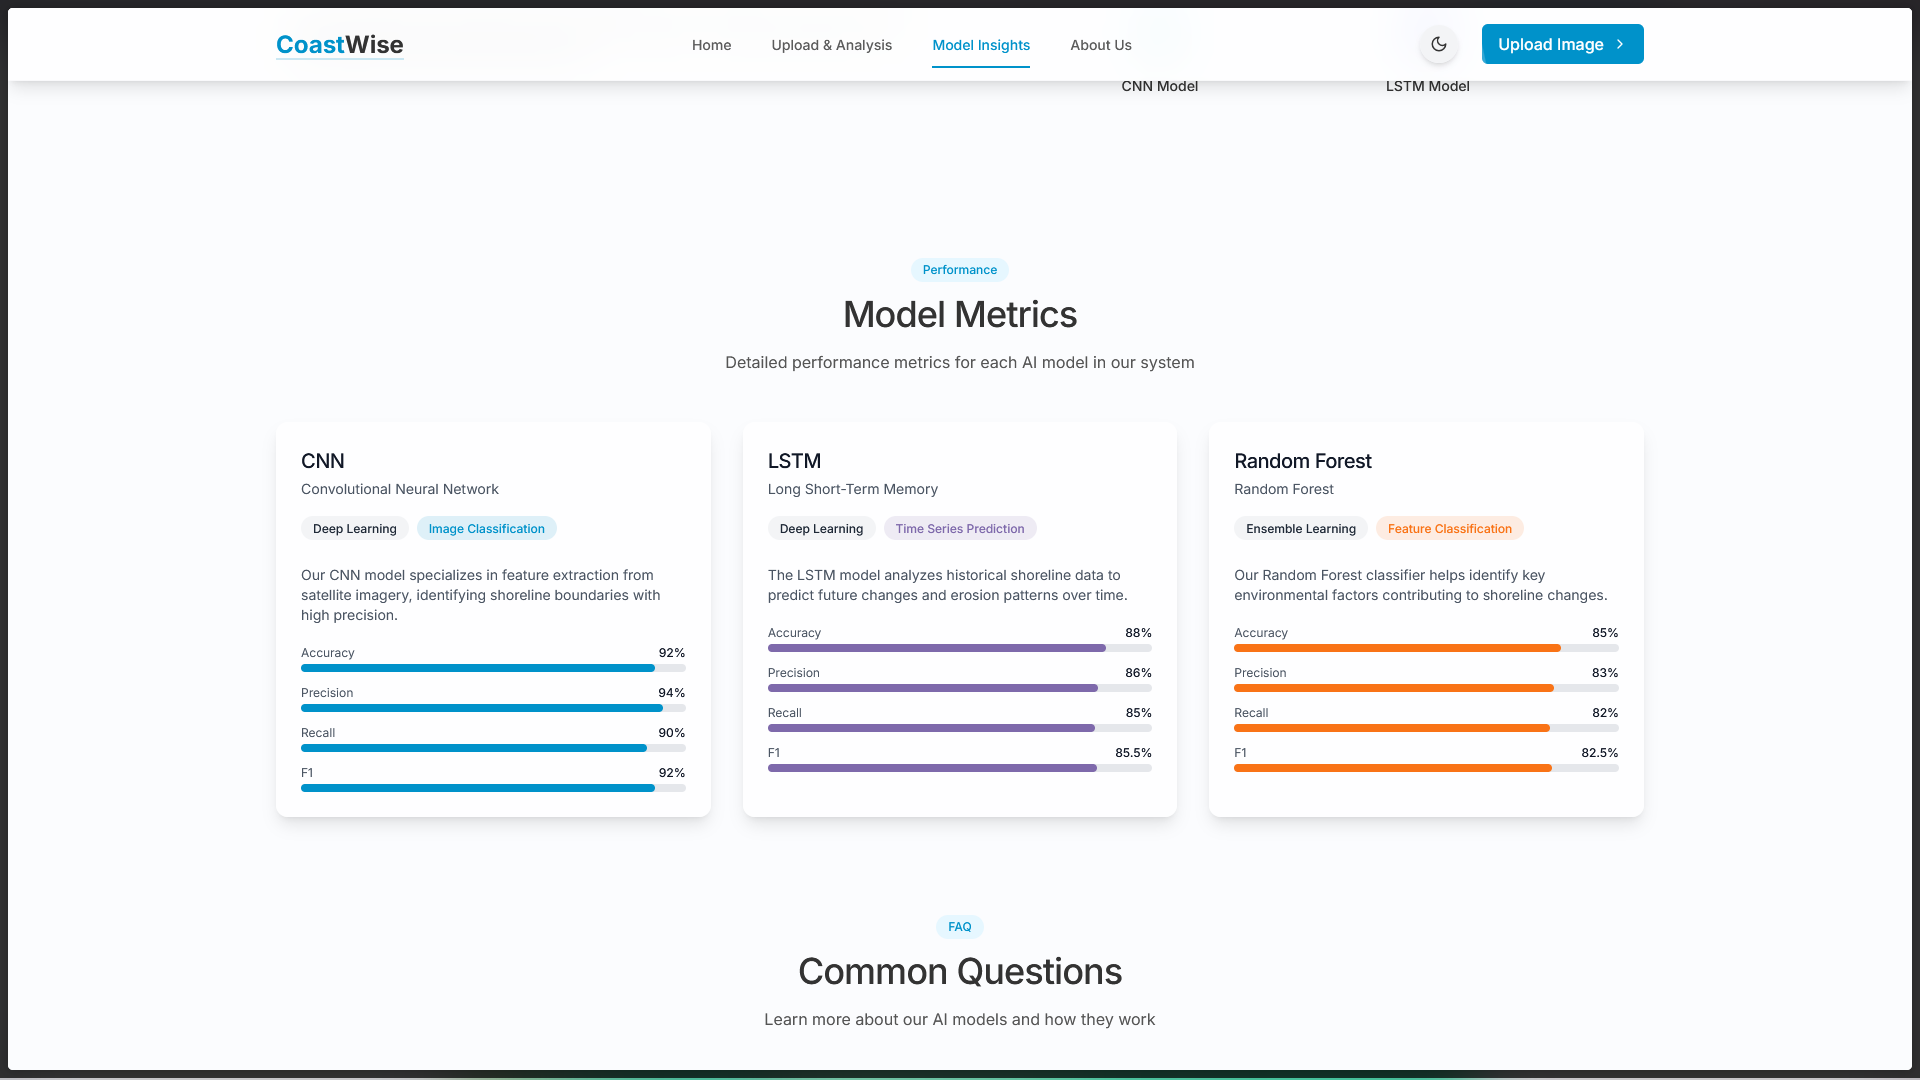 CoastWise
Home
Upload & Analysis
Model Insights
About Us
Upload Image
CNN Model
LSTM Model
Performance
Model Metrics
Detailed performance metrics for each AI model in our system
CNN
Convolutional Neural Network
Deep Learning
Image Classification
Our CNN model specializes in feature extraction from
satellite imagery, identifying shoreline boundaries with
high precision.
Accuracy 92%
Precision 94%
Recall 90%
F1 92%
LSTM
Long Short-Term Memory
Deep Learning
Time Series Prediction
The LSTM model analyzes historical shoreline data to
predict future changes and erosion patterns over time.
Accuracy 88%
Precision 86%
Recall 85%
F1 85.5%
Random Forest
Random Forest
Ensemble Learning
Feature Classification
Our Random Forest classifier helps identify key
environmental factors contributing to shoreline changes.
Accuracy 85%
Precision 83%
Recall 82%
F1 82.5%
FAQ
Common Questions
Learn more about our AI models and how they work